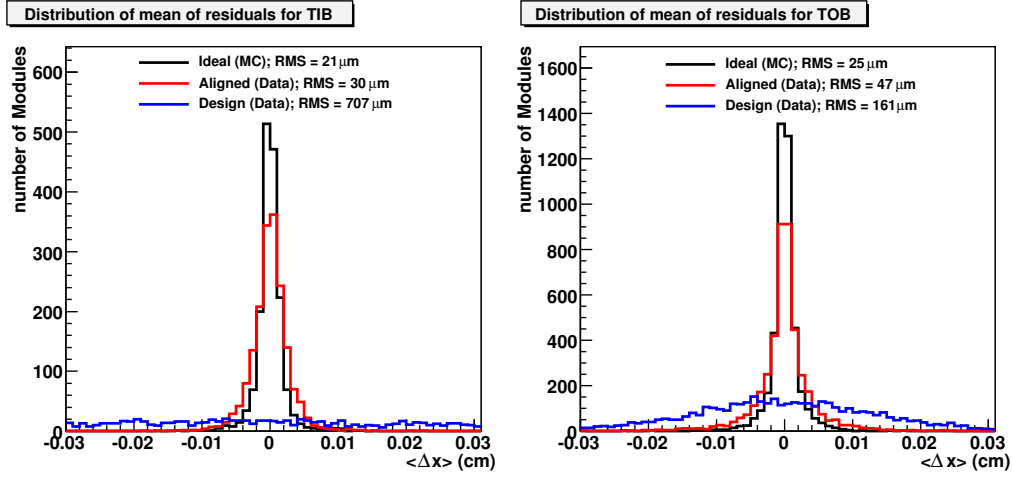 Distribution of mean of residuals for TIB
number of Modules
600
500
400
300
200
100
0
Ideal (MC); RMS = 21 μm
Aligned (Data); RMS = 30 μm
Design (Data); RMS = 707 μm
-0.03 -0.02 -0.01 0 0.01 0.02 0.03
<Δx> (cm)
Distribution of mean of residuals for TOB
number of Modules
1600
1400
1200
1000
800
600
400
200
0
Ideal (MC); RMS = 25 μm
Aligned (Data); RMS = 47 μm
Design (Data); RMS = 161 μm
-0.03 -0.02 -0.01 0 0.01 0.02 0.03
<Δx> (cm)